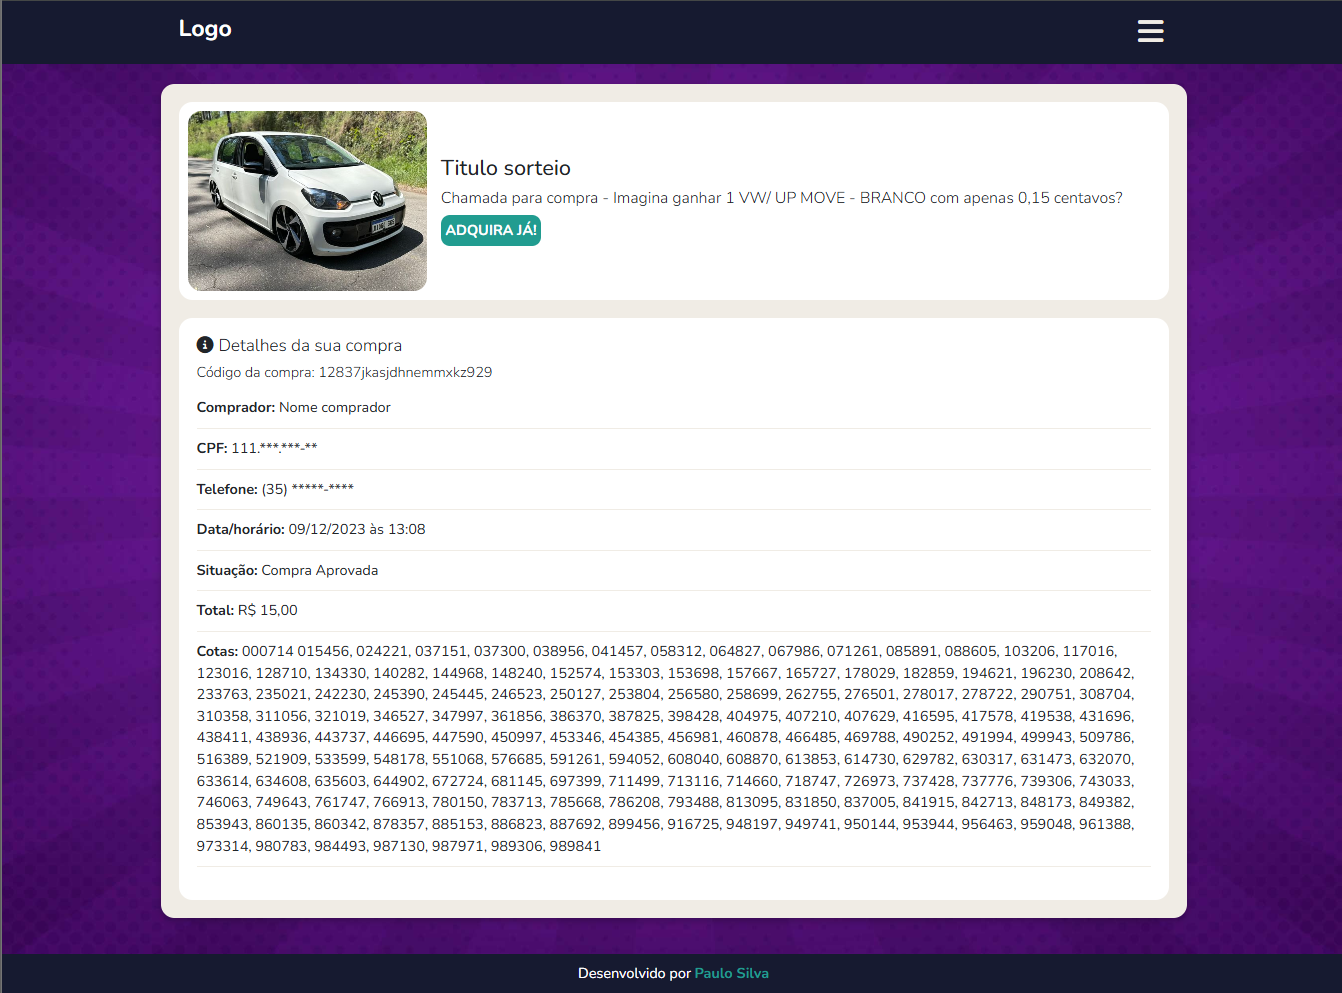 Logo
Titulo sorteio
Chamada para compra - Imagina ganhar 1 VW/ UP MOVE - BRANCO com apenas 0,15 centavos?
ADQUIRA JÁ!
Detalhes da sua compra
Código da compra: 12837jkasjdhnemmxkz929
Comprador: Nome comprador
CPF: 111.***.***-**
Telefone: (35) *****-****
Data/horário: 09/12/2023 às 13:08
Situação: Compra Aprovada
Total: R$ 15,00
Cotas: 000714 015456, 024221, 037151, 037300, 038956, 041457, 058312, 064827, 067986, 071261, 085891, 088605, 103206, 117016,
123016, 128710, 134330, 140282, 144968, 148240, 152574, 153303, 153698, 157667, 165727, 178029, 182859, 194621, 196230, 208642,
233763, 235021, 242230, 245390, 245445, 246523, 250127, 253804, 256580, 258699, 262755, 276501, 278017, 278722, 290751, 308704,
310358, 311056, 321019, 346527, 347997, 361856, 386370, 387825, 398428, 404975, 407210, 407629, 416595, 417578, 419538, 431696,
438411, 438936, 443737, 446695, 447590, 450997, 453346, 454385, 456981, 460878, 466485, 469788, 490252, 491994, 499943, 509786,
516389, 521909, 533599, 548178, 551068, 576685, 591261, 594052, 608040, 608870, 613853, 614730, 629782, 630317, 631473, 632070,
633614, 634608, 635603, 644902, 672724, 681145, 697399, 711499, 713116, 714660, 718747, 726973, 737428, 737776, 739306, 743033,
746063, 749643, 761747, 766913, 780150, 783713, 785668, 786208, 793488, 813095, 831850, 837005, 841915, 842713, 848173, 849382,
853943, 860135, 860342, 878357, 885153, 886823, 887692, 899456, 916725, 948197, 949741, 950144, 953944, 956463, 959048, 961388,
973314, 980783, 984493, 987130, 987971, 989306, 989841
Desenvolvido por Paulo Silva